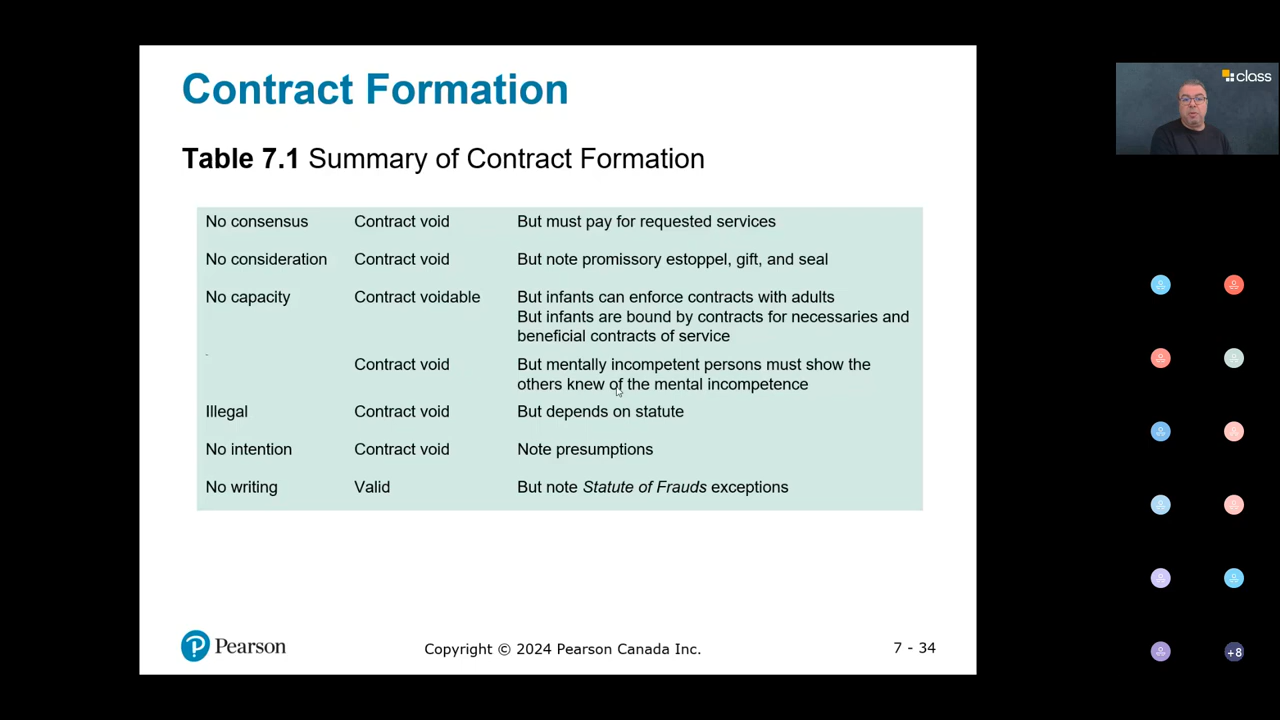 Contract Formation
class
Table 7.1 Summary of Contract Formation
No consensus Contract void But must pay for requested services
No consideration Contract void But note promissory estoppel, gift, and seal
No capacity Contract voidable But infants can enforce contracts with adults
But infants are bound by contracts for necessaries and
beneficial contracts of service
Contract void But mentally incompetent persons must show the
others knew of the mental incompetence
Illegal Contract void But depends on statute
No intention Contract void Note presumptions
No writing Valid But note Statute of Frauds exceptions
P Pearson Copyright © 2024 Pearson Canada Inc. 7 - 34
+8